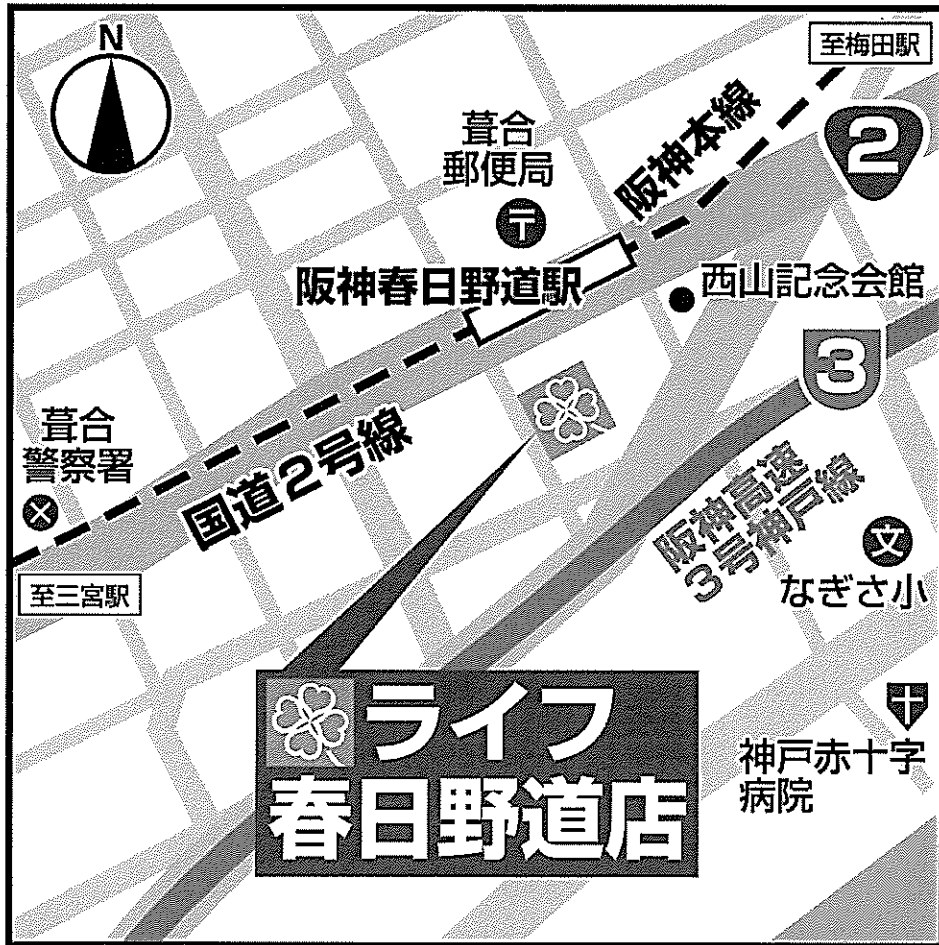 N
至梅田駅
2
葺合
郵便局
〒
阪神本線
阪神春日野道駅
西山記念会館
3
葺合
警察署
国道2号線
阪神高速
3号神戸線
文
なぎさ小
至三宮駅
ライフ
春日野道店
神戸赤十字
病院